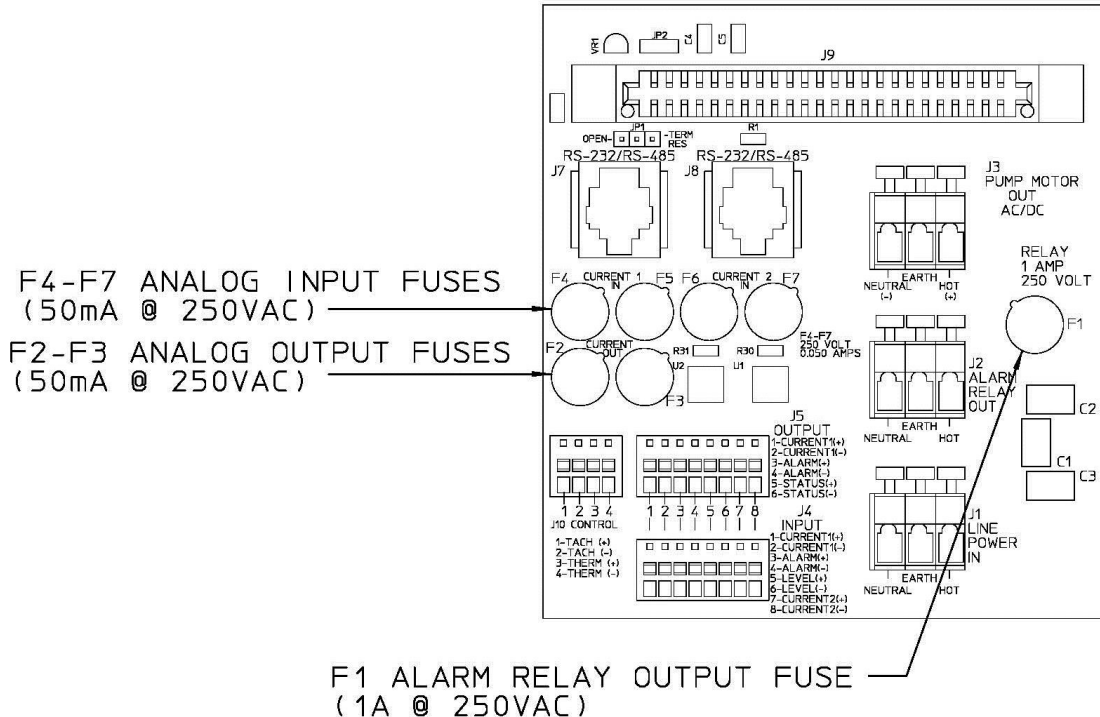 VR1
JP2
C4
C5
J9
JP1
OPEN-
-TERM
RES
R1
RS-232/RS-485
RS-232/RS-485
J7
J8
J3
PUMP MOTOR
OUT
AC/DC
NEUTRAL
(-)
EARTH
HOT
(+)
RELAY
1 AMP
250 VOLT
F1
F4-F7 ANALOG INPUT FUSES
(50mA @ 250VAC)
F4
CURRENT 1
IN
F5
F6
CURRENT 2
IN
F7
F4-F7
250 VOLT
0.050 AMPS
F2-F3 ANALOG OUTPUT FUSES
(50mA @ 250VAC)
F2
CURRENT
OUT
F3
R31
R30
U2
U1
J2
ALARM
RELAY
OUT
NEUTRAL
EARTH
HOT
C2
C1
C3
J5
OUTPUT
1-CURRENT1(+)
2-CURRENT1(-)
3-ALARM(+)
4-ALARM(-)
5-STATUS(+)
6-STATUS(-)
1 2 3 4
J10 CONTROL
1-TACH (+)
2-TACH (-)
3-THERM (+)
4-THERM (-)
1 2 3 4 5 6 7 8
J4
INPUT
1-CURRENT1(+)
2-CURRENT1(-)
3-ALARM(+)
4-ALARM(-)
5-LEVEL(+)
6-LEVEL(-)
7-CURRENT2(+)
8-CURRENT2(-)
J1
LINE
POWER
IN
NEUTRAL
EARTH
HOT
F1 ALARM RELAY OUTPUT FUSE
(1A @ 250VAC)